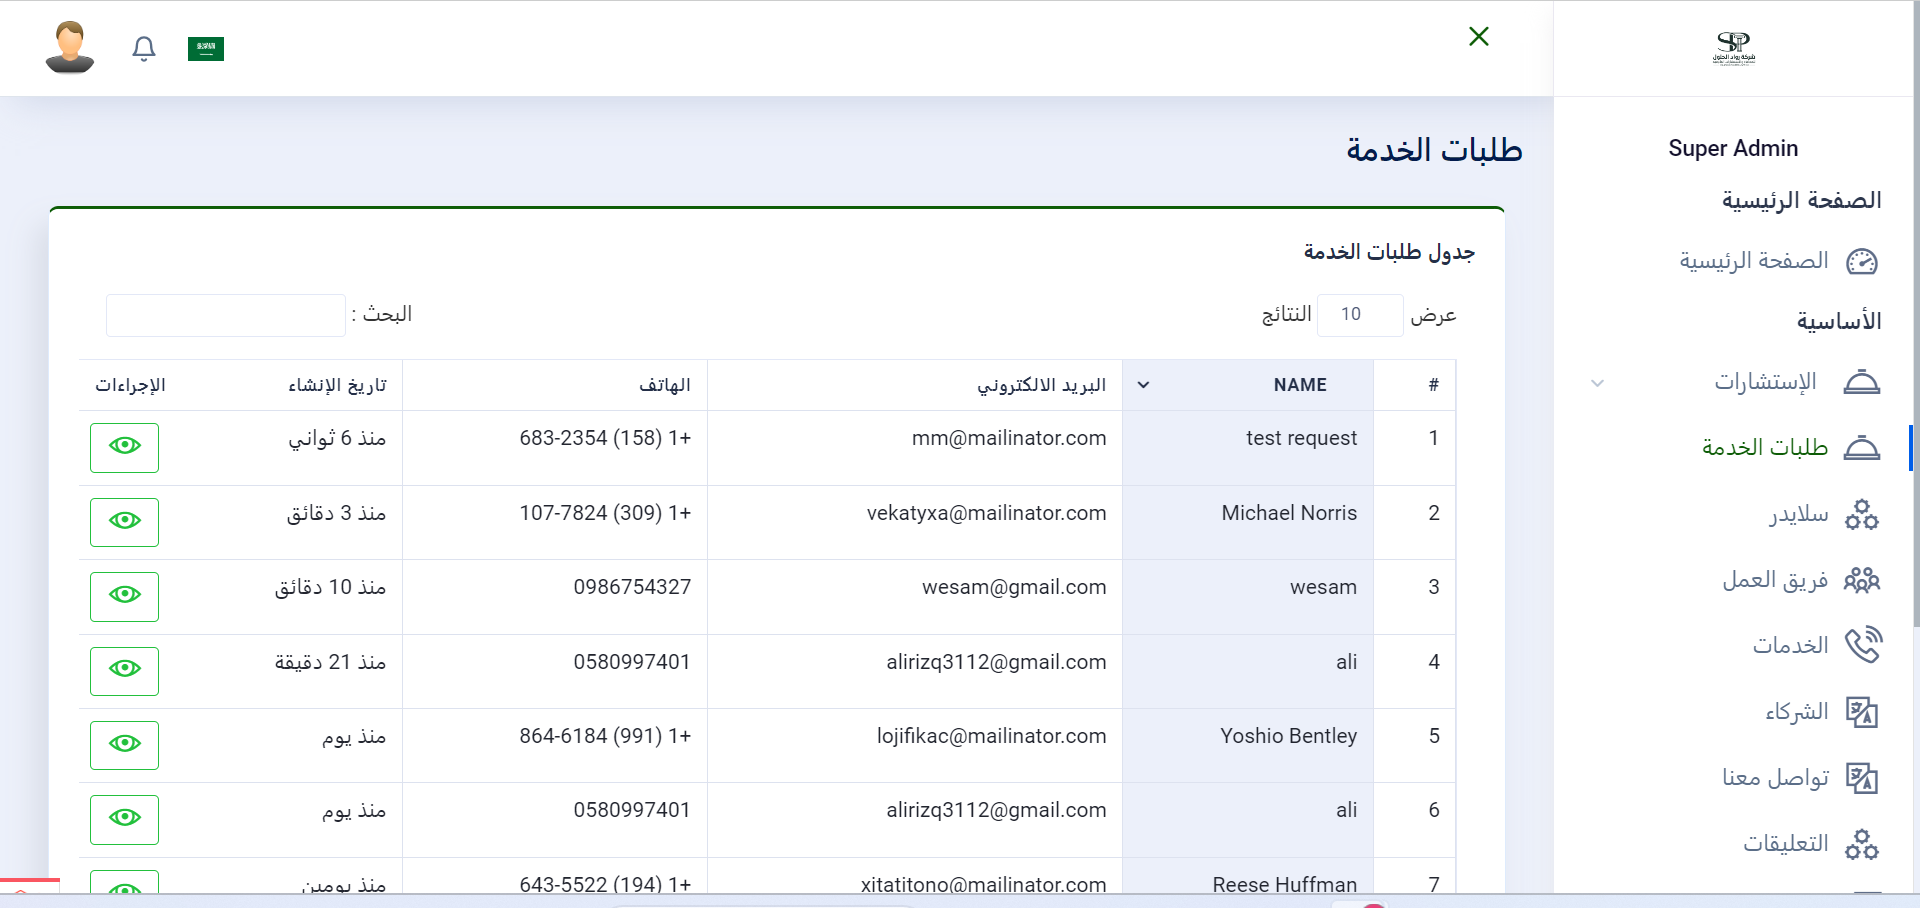 شركة رواد الحلول
Super Admin
الصفحة الرئيسية
الصفحة الرئيسية
الأساسية
الإستشارات
طلبات الخدمة
سلايدر
فريق العمل
الخدمات
الشركاء
تواصل معنا
التعليقات
طلبات الخدمة
جدول طلبات الخدمة
عرض 10 النتائج
البحث :
# NAME البريد الالكتروني الهاتف تاريخ الإنشاء الإجراءات
1 test request mm@mailinator.com +1 (158) 683-2354 منذ 6 ثواني
2 Michael Norris vekatyxa@mailinator.com +1 (309) 107-7824 منذ 3 دقائق
3 wesam wesam@gmail.com 0986754327 منذ 10 دقائق
4 ali alirizq3112@gmail.com 0580997401 منذ 21 دقيقة
5 Yoshio Bentley lojifikac@mailinator.com +1 (991) 864-6184 منذ يوم
6 ali alirizq3112@gmail.com 0580997401 منذ يوم
7 Reese Huffman xitatitono@mailinator.com +1 (194) 643-5522 منذ يومين